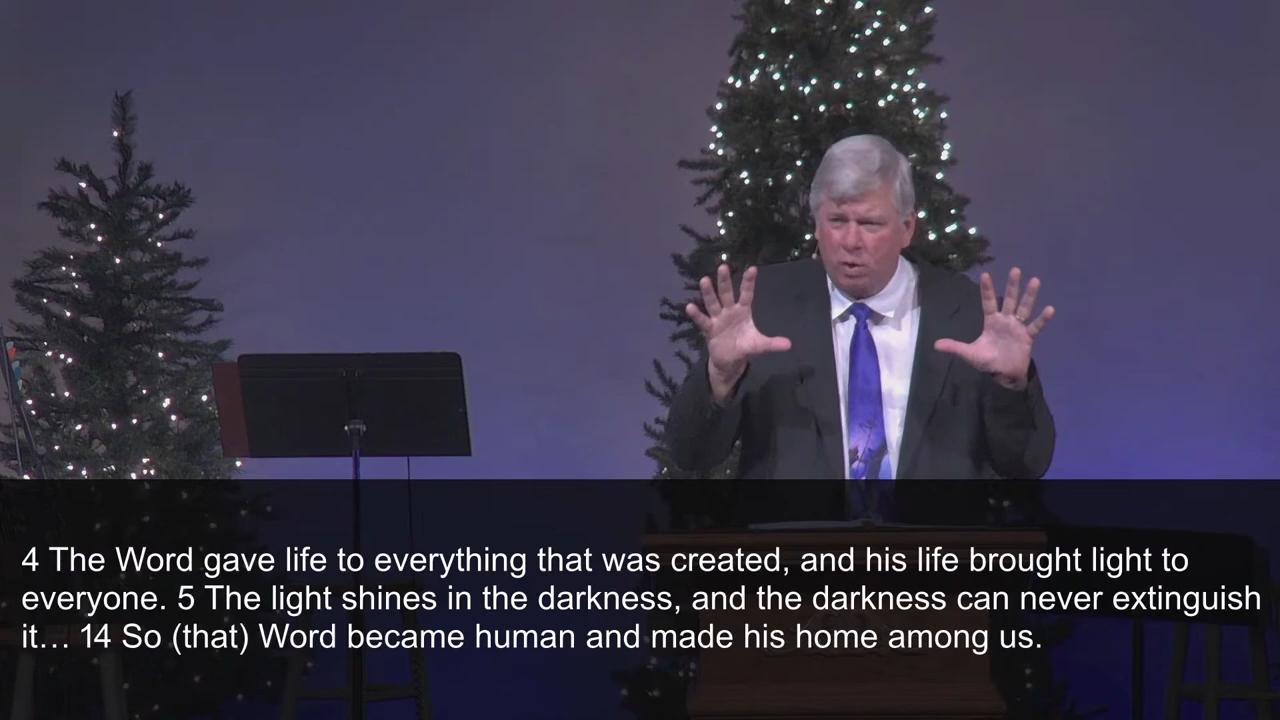 4 The Word gave life to everything that was created, and his life brought light to
everyone. 5 The light shines in the darkness, and the darkness can never extinguish
it… 14 So (that) Word became human and made his home among us.